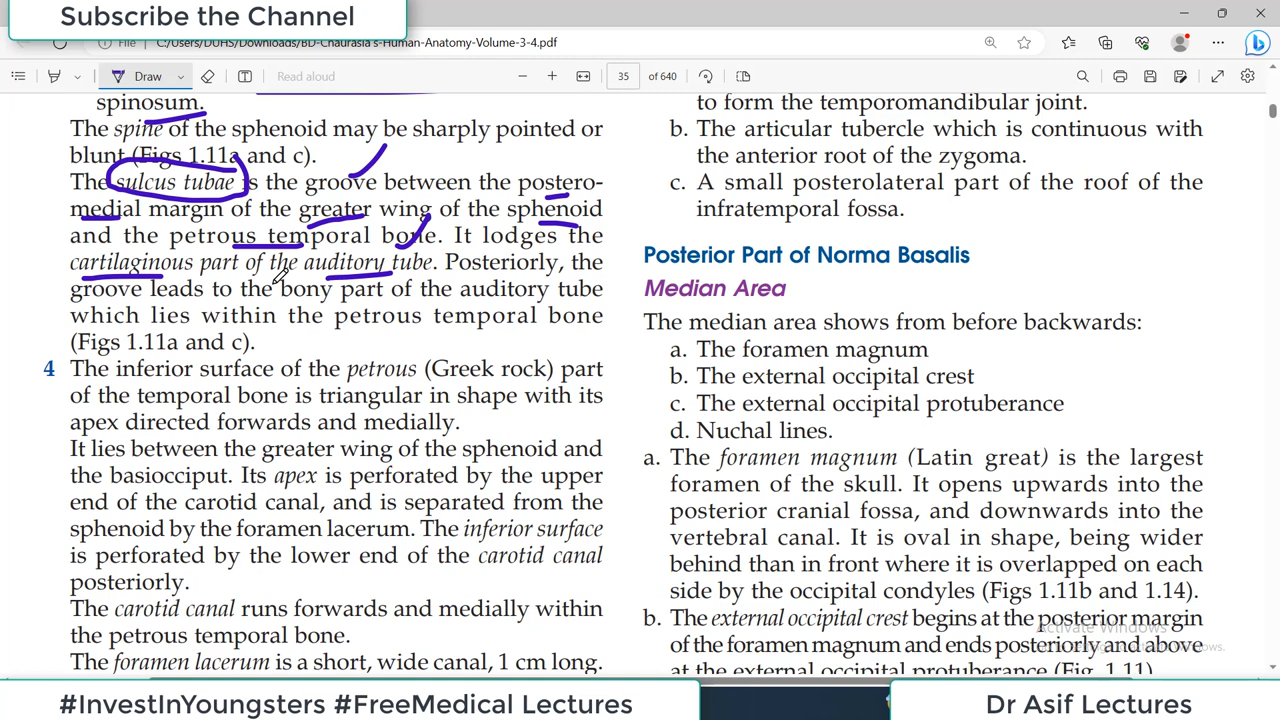 Subscribe the Channel
File
C:/Users/DUHS/Downloads/BD-Chaurasia's-Human-Anatomy-Volume-3-4.pdf
Draw
Read aloud
35
of 640
spinosum.
The spine of the sphenoid may be sharply pointed or
blunt (Figs 1.11a and c).
The sulcus tubae is the groove between the postero-
medial margin of the greater wing of the sphenoid
and the petrous temporal bone. It lodges the
cartilaginous part of the auditory tube. Posteriorly, the
groove leads to the bony part of the auditory tube
which lies within the petrous temporal bone
(Figs 1.11a and c).
4 The inferior surface of the petrous (Greek rock) part
of the temporal bone is triangular in shape with its
apex directed forwards and medially.
It lies between the greater wing of the sphenoid and
the basiocciput. Its apex is perforated by the upper
end of the carotid canal, and is separated from the
sphenoid by the foramen lacerum. The inferior surface
is perforated by the lower end of the carotid canal
posteriorly.
The carotid canal runs forwards and medially within
the petrous temporal bone.
The foramen lacerum is a short, wide canal, 1 cm long.
to form the temporomandibular joint.
b. The articular tubercle which is continuous with
the anterior root of the zygoma.
c. A small posterolateral part of the roof of the
infratemporal fossa.
Posterior Part of Norma Basalis
Median Area
The median area shows from before backwards:
a. The foramen magnum
b. The external occipital crest
c. The external occipital protuberance
d. Nuchal lines.
a. The foramen magnum (Latin great) is the largest
foramen of the skull. It opens upwards into the
posterior cranial fossa, and downwards into the
vertebral canal. It is oval in shape, being wider
behind than in front where it is overlapped on each
side by the occipital condyles (Figs 1.11b and 1.14).
b. The external occipital crest begins at the posterior margin
of the foramen magnum and ends posteriorly and above
at the external occipital protuberance (Fig. 1.11).
Activate Windows
#InvestInYoungsters #FreeMedical Lectures
Dr Asif Lectures